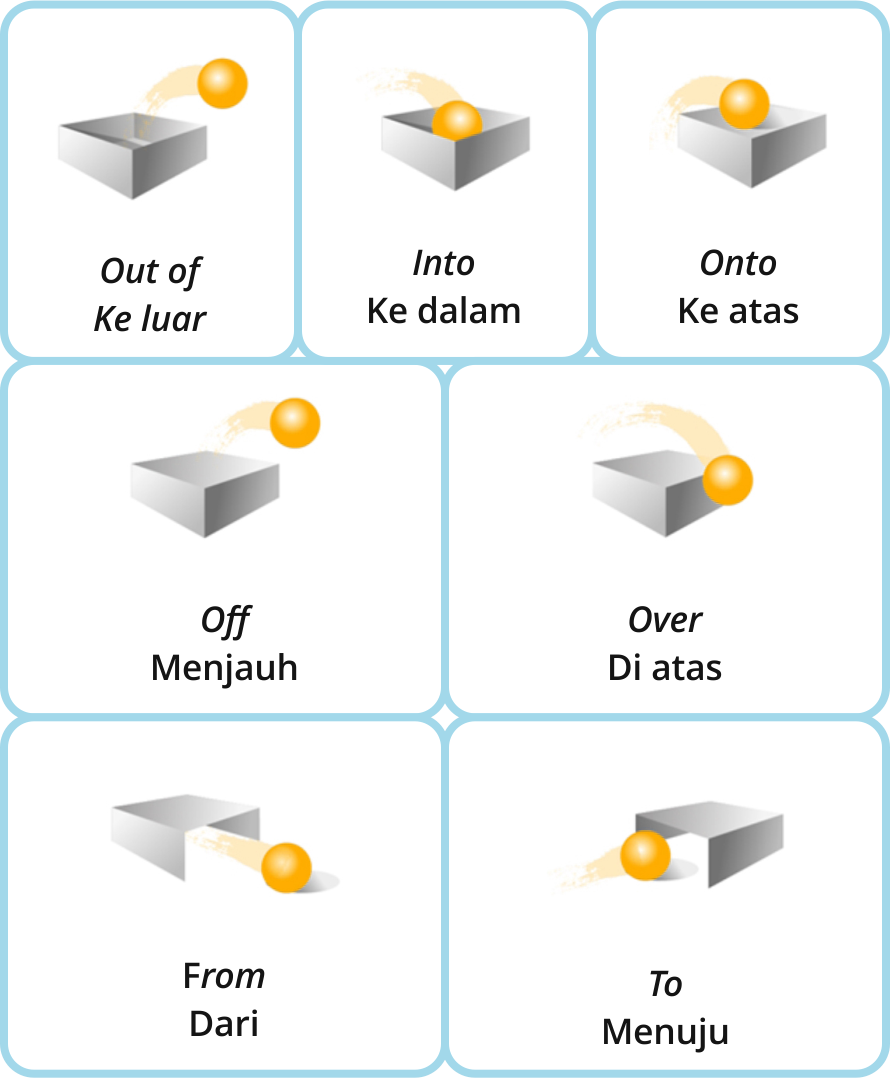 Out of
Ke luar
Into
Ke dalam
Onto
Ke atas
Off
Menjauh
Over
Di atas
From
Dari
To
Menuju